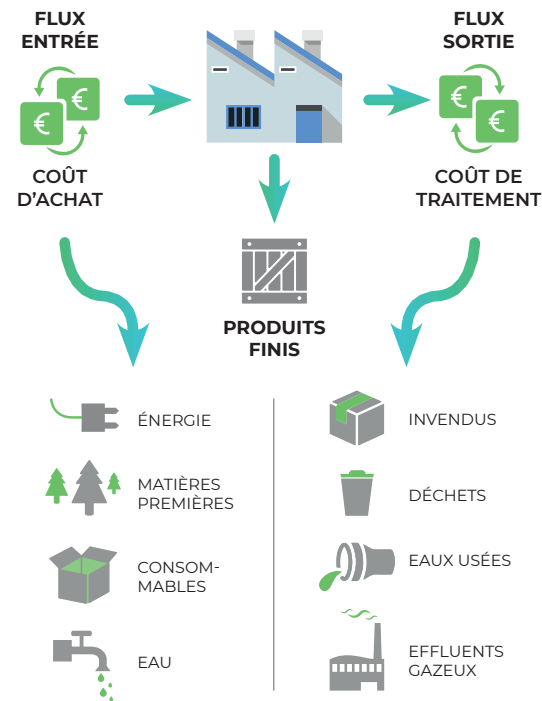 FLUX
ENTRÉE
€
€
COÛT
D'ACHAT
FLUX
SORTIE
€
€
COÛT DE
TRAITEMENT
PRODUITS
FINIS
ÉNERGIE
MATIÈRES
PREMIÈRES
CONSOM-
MABLES
EAU
INVENDUS
DÉCHETS
EAUX USÉES
EFFLUENTS
GAZEUX